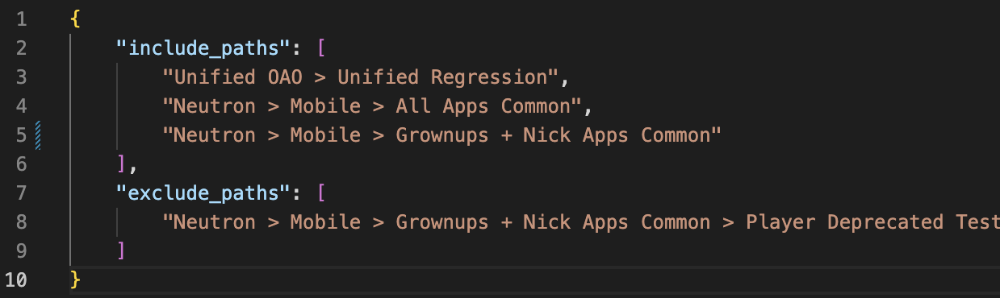 1 {
2 "include_paths": [
3 "Unified OAO > Unified Regression",
4 "Neutron > Mobile > All Apps Common",
5 "Neutron > Mobile > Grownups + Nick Apps Common"
6 ],
7 "exclude_paths": [
8 "Neutron > Mobile > Grownups + Nick Apps Common > Player Deprecated Test
9 ]
10 }